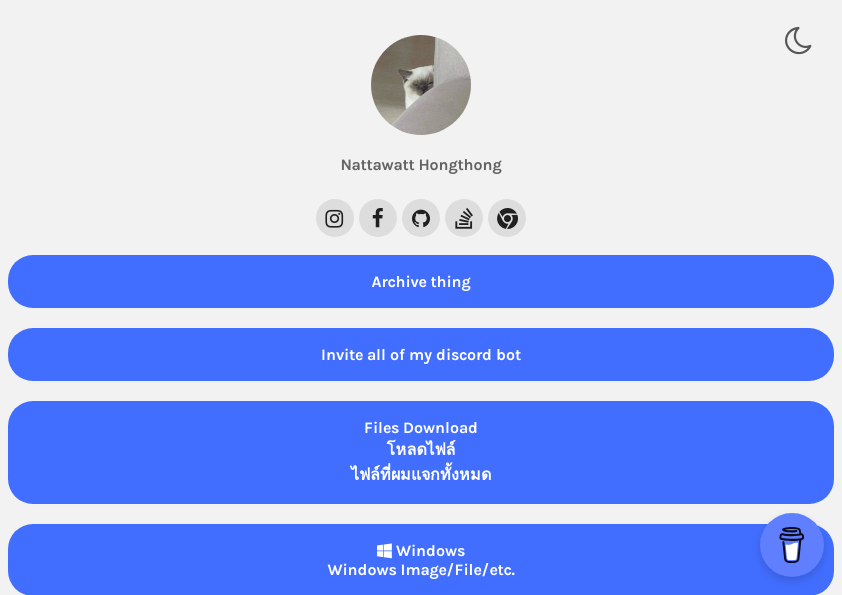 Nattawatt Hongthong
Archive thing
Invite all of my discord bot
Files Download
โหลดไฟล์
ไฟล์ที่ผมแจกทั้งหมด
Windows
Windows Image/File/etc.